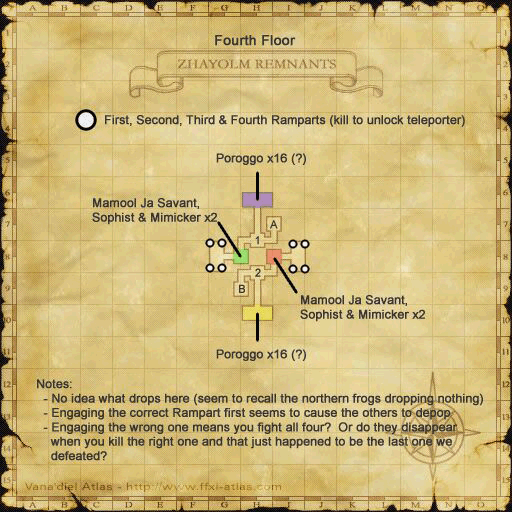 A B C D E F G H I J K L M N O
Fourth Floor
ZHAYOLM REMNANTS
First, Second, Third & Fourth Ramparts (kill to unlock teleporter)
Poroggo x16 (?)
Mamool Ja Savant,
Sophist & Mimicker x2
A
1
2
B
Mamool Ja Savant,
Sophist & Mimicker x2
Poroggo x16 (?)
Notes:
- No idea what drops here (seem to recall the northern frogs dropping nothing)
- Engaging the correct Rampart first seems to cause the others to depop
- Engaging the wrong one means you fight all four?  Or do they disappear
when you kill the right one and that just happened to be the last one we
defeated?
Vana'diel Atlas - http://www.ffxi-atlas.com
A B C D E F G H I J K L M N O